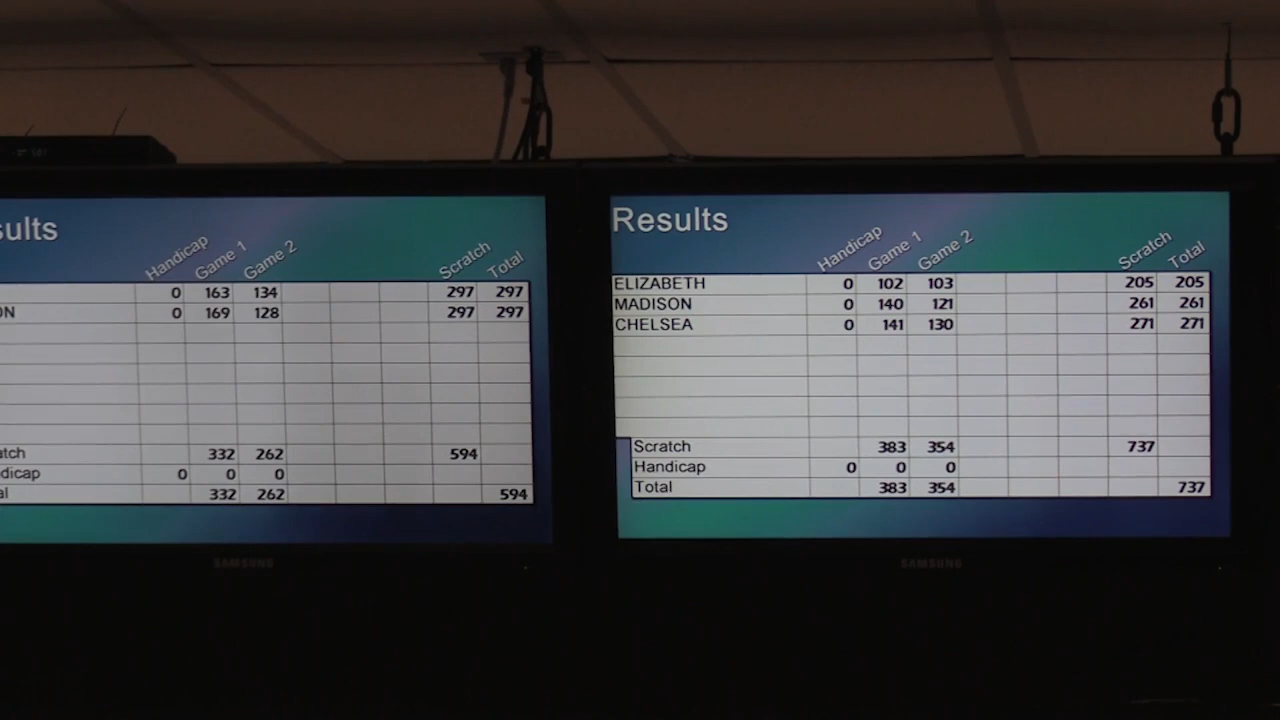 sults
Handicap Game 1 Game 2 Scratch Total
0 163 134 297 297
ON 0 169 128 297 297
atch 332 262 594
dicap 0 0 0
al 332 262 594
SAMSUNG
Results
Handicap Game 1 Game 2 Scratch Total
ELIZABETH 0 102 103 205 205
MADISON 0 140 121 261 261
CHELSEA 0 141 130 271 271
Scratch 383 354 737
Handicap 0 0 0
Total 383 354 737
SAMSUNG